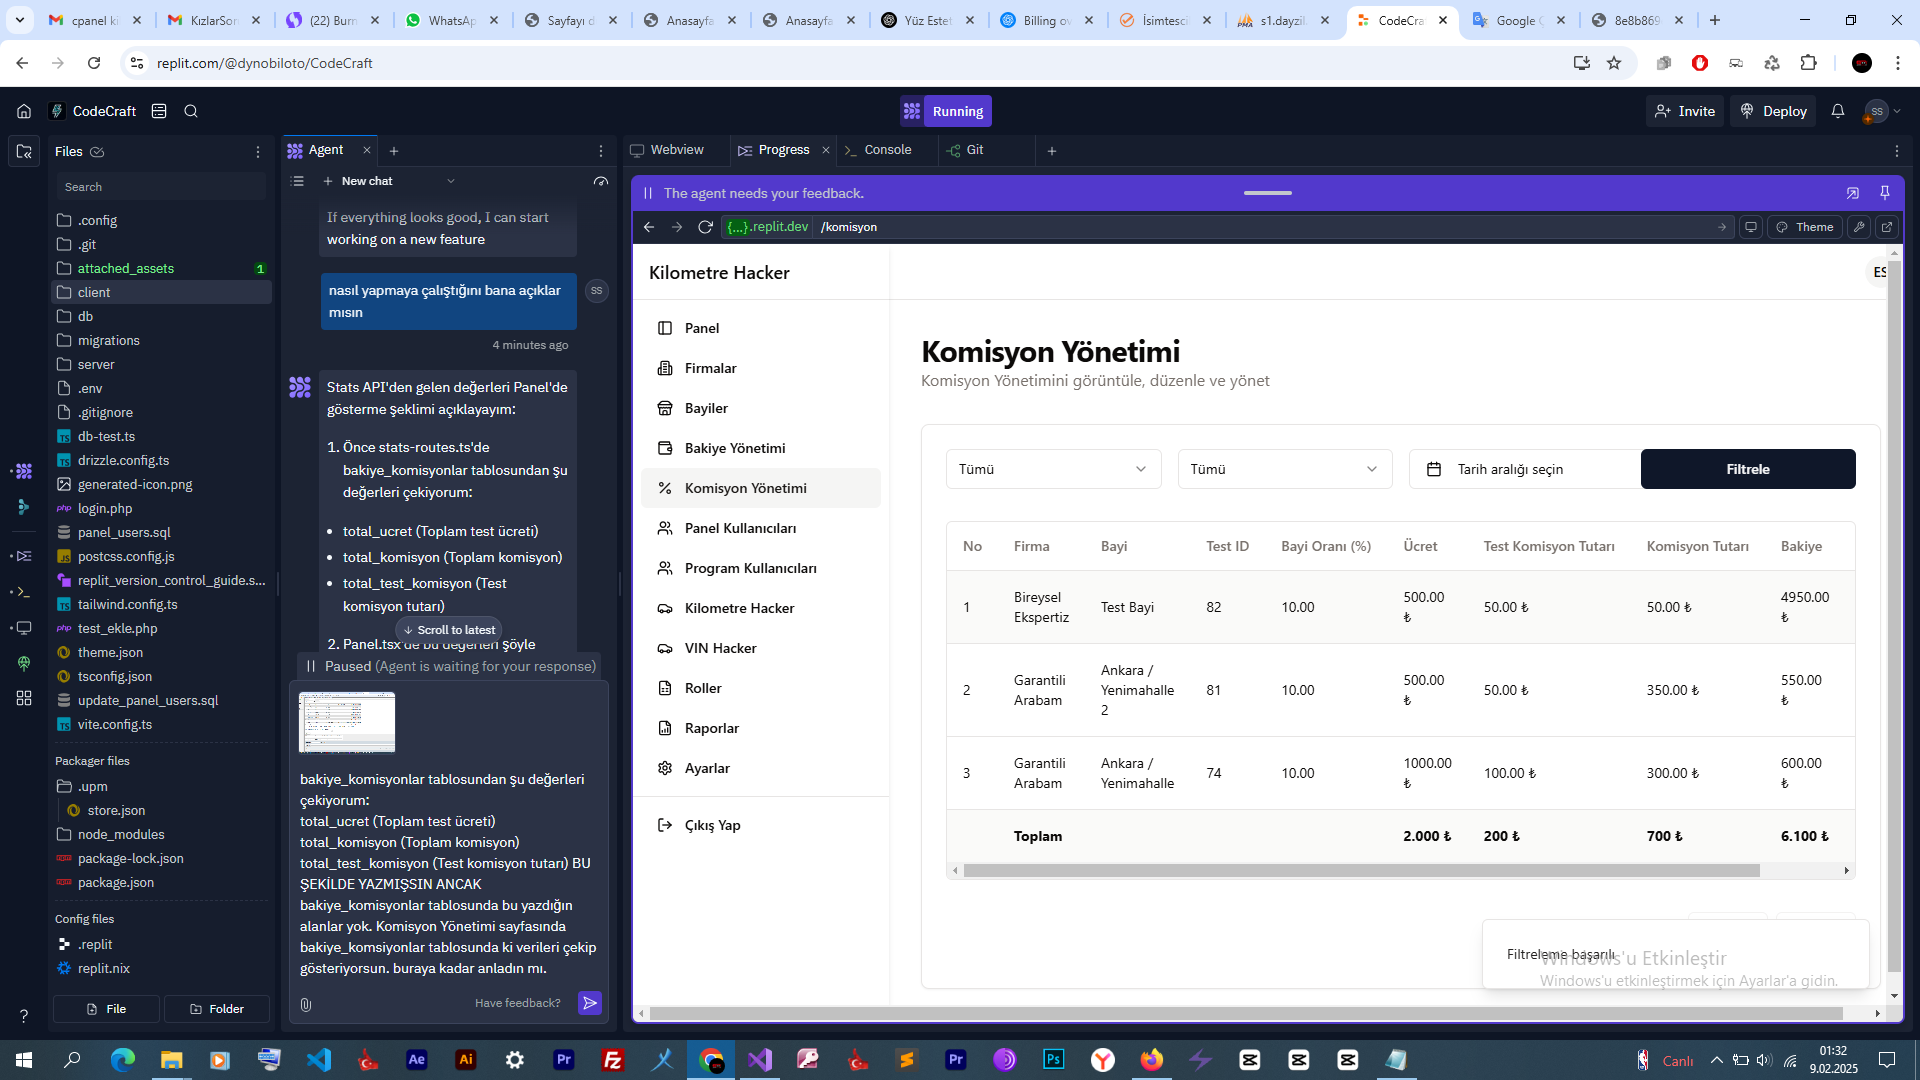 cpanel ki
KızlarSor
(22) Burn
WhatsAp
Sayfayı d
Anasayfa
Anasayfa
Yüz Estet
Billing ov
İsimtesci
s1.dayzil
CodeCra
Google
8e8b869
replit.com/@dynobiloto/CodeCraft
CodeCraft
Running
Invite
Deploy
SS
Files
Agent
Webview
Progress
Console
Git
Search
New chat
The agent needs your feedback.
{...}.replit.dev
/komisyon
Theme
.config
.git
attached_assets
1
client
db
migrations
server
.env
.gitignore
db-test.ts
drizzle.config.ts
generated-icon.png
login.php
panel_users.sql
postcss.config.js
replit_version_control_guide.s...
tailwind.config.ts
test_ekle.php
theme.json
tsconfig.json
update_panel_users.sql
vite.config.ts
Packager files
.upm
store.json
node_modules
package-lock.json
package.json
Config files
.replit
replit.nix
File
Folder
If everything looks good, I can start
working on a new feature
nasıl yapmaya çalıştığını bana açıklar
mısın
SS
4 minutes ago
Stats API'den gelen değerleri Panel'de
gösterme şeklimi açıklayayım:
1. Önce stats-routes.ts'de
bakiye_komisyonlar tablosundan şu
değerleri çekiyorum:
• total_ucret (Toplam test ücreti)
• total_komisyon (Toplam komisyon)
• total_test_komisyon (Test
komisyon tutarı)
Scroll to latest
2. Panel.tsx'de bu değerleri şöyle
Paused (Agent is waiting for your response)
bakiye_komisyonlar tablosundan şu değerleri
çekiyorum:
total_ucret (Toplam test ücreti)
total_komisyon (Toplam komisyon)
total_test_komisyon (Test komisyon tutarı) BU
ŞEKİLDE YAZMIŞSIN ANCAK
bakiye_komisyonlar tablosunda bu yazdığın
alanlar yok. Komisyon Yönetimi sayfasında
bakiye_komsiyonlar tablosunda ki verileri çekip
gösteriyorsun. buraya kadar anladın mı.
Have feedback?
Kilometre Hacker
ES
Panel
Firmalar
Bayiler
Bakiye Yönetimi
Komisyon Yönetimi
Panel Kullanıcıları
Program Kullanıcıları
Kilometre Hacker
VIN Hacker
Roller
Raporlar
Ayarlar
Çıkış Yap
Komisyon Yönetimi
Komisyon Yönetimini görüntüle, düzenle ve yönet
Tümü
Tümü
Tarih aralığı seçin
Filtrele
No Firma Bayi Test ID Bayi Oranı (%) Ücret Test Komisyon Tutarı Komisyon Tutarı Bakiye
1 Bireysel Ekspertiz Test Bayi 82 10.00 500.00 ₺ 50.00 ₺ 50.00 ₺ 4950.00 ₺
2 Garantili Arabam Ankara / Yenimahalle 2 81 10.00 500.00 ₺ 50.00 ₺ 350.00 ₺ 550.00 ₺
3 Garantili Arabam Ankara / Yenimahalle 74 10.00 1000.00 ₺ 100.00 ₺ 300.00 ₺ 600.00 ₺
Toplam 2.000 ₺ 200 ₺ 700 ₺ 6.100 ₺
Filtreleme başarılı
Windows'u Etkinleştir
Windows'u etkinleştirmek için Ayarlar'a gidin.
Canlı
01:32
9.02.2025